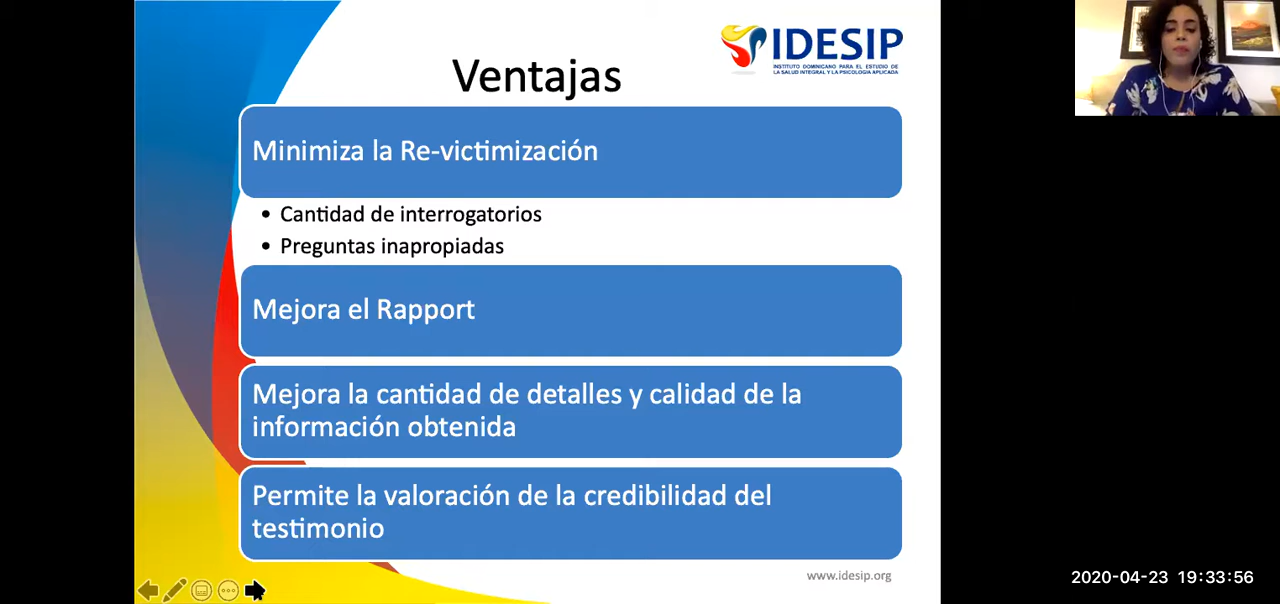 Ventajas
IDESIP
INSTITUTO DOMINICANO PARA EL ESTUDIO DE
LA SALUD INTEGRAL Y LA PSICOLOGÍA APLICADA
Minimiza la Re-victimización
• Cantidad de interrogatorios
• Preguntas inapropiadas
Mejora el Rapport
Mejora la cantidad de detalles y calidad de la
información obtenida
Permite la valoración de la credibilidad del
testimonio
www.idesip.org
2020-04-23 19:33:56